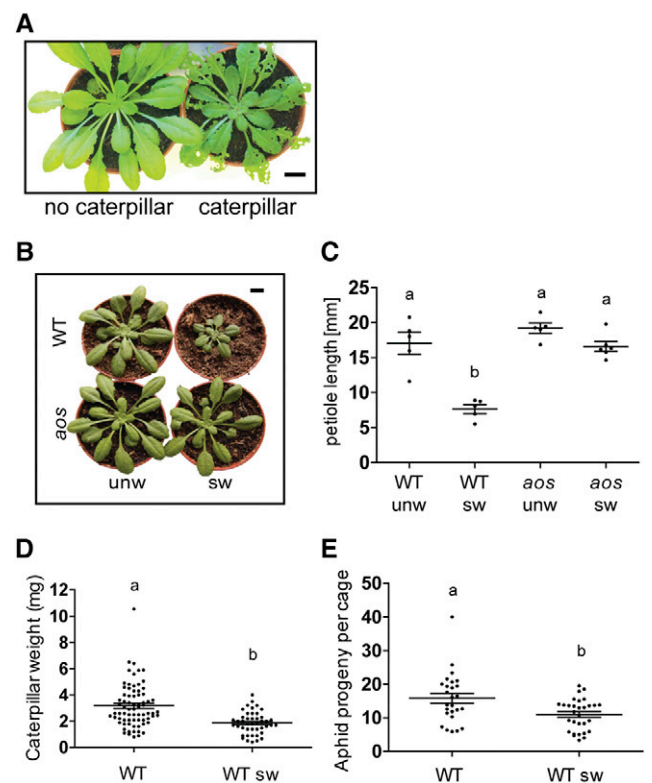 A
no caterpillar caterpillar
B
WT
aos
unw sw
C
petiole length [mm]
25
20
15
10
5
0
a
b
a
a
WT WT aos aos
unw sw unw sw
D
Caterpillar weight (mg)
12
10
8
6
4
2
0
a
b
WT WT sw
E
Aphid progeny per cage
50
40
30
20
10
0
a
b
WT WT sw